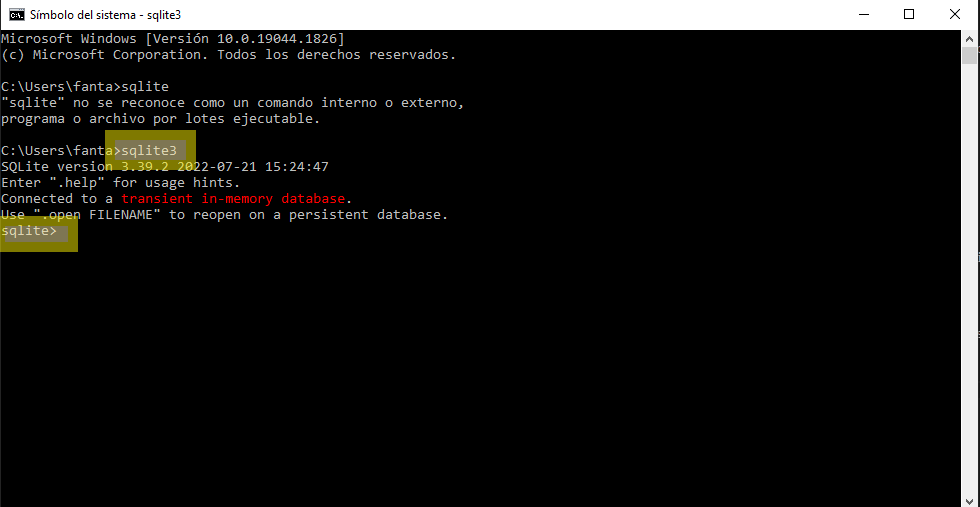 Símbolo del sistema - sqlite3
Microsoft Windows [Versión 10.0.19044.1826]
(c) Microsoft Corporation. Todos los derechos reservados.
C:\Users\fanta>sqlite
"sqlite" no se reconoce como un comando interno o externo,
programa o archivo por lotes ejecutable.
C:\Users\fanta>sqlite3
SQLite version 3.39.2 2022-07-21 15:24:47
Enter ".help" for usage hints.
Connected to a transient in-memory database.
Use ".open FILENAME" to reopen on a persistent database.
sqlite>